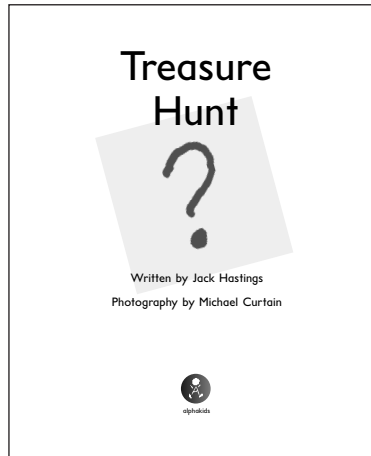 Treasure
Hunt
?
Written by Jack Hastings
Photography by Michael Curtain
alphakids